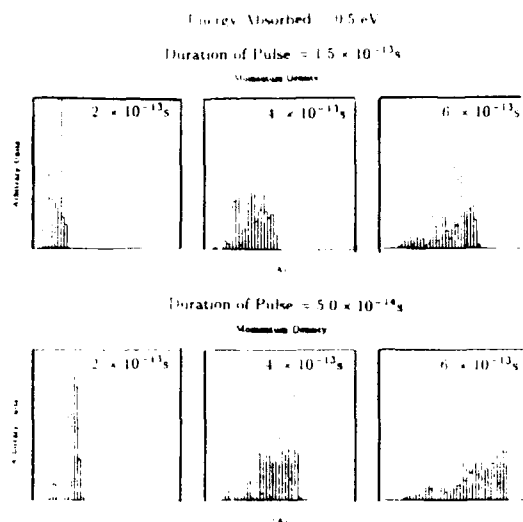 Energy Absorbed 0.5 eV
Duration of Pulse = 1.5 × 10⁻¹³s
Momentum Density
Arbitrary Units
2 × 10⁻¹³s
4 × 10⁻¹³s
6 × 10⁻¹³s
Duration of Pulse = 5.0 × 10⁻¹⁴s
Momentum Density
2 × 10⁻¹³s
4 × 10⁻¹³s
6 × 10⁻¹³s